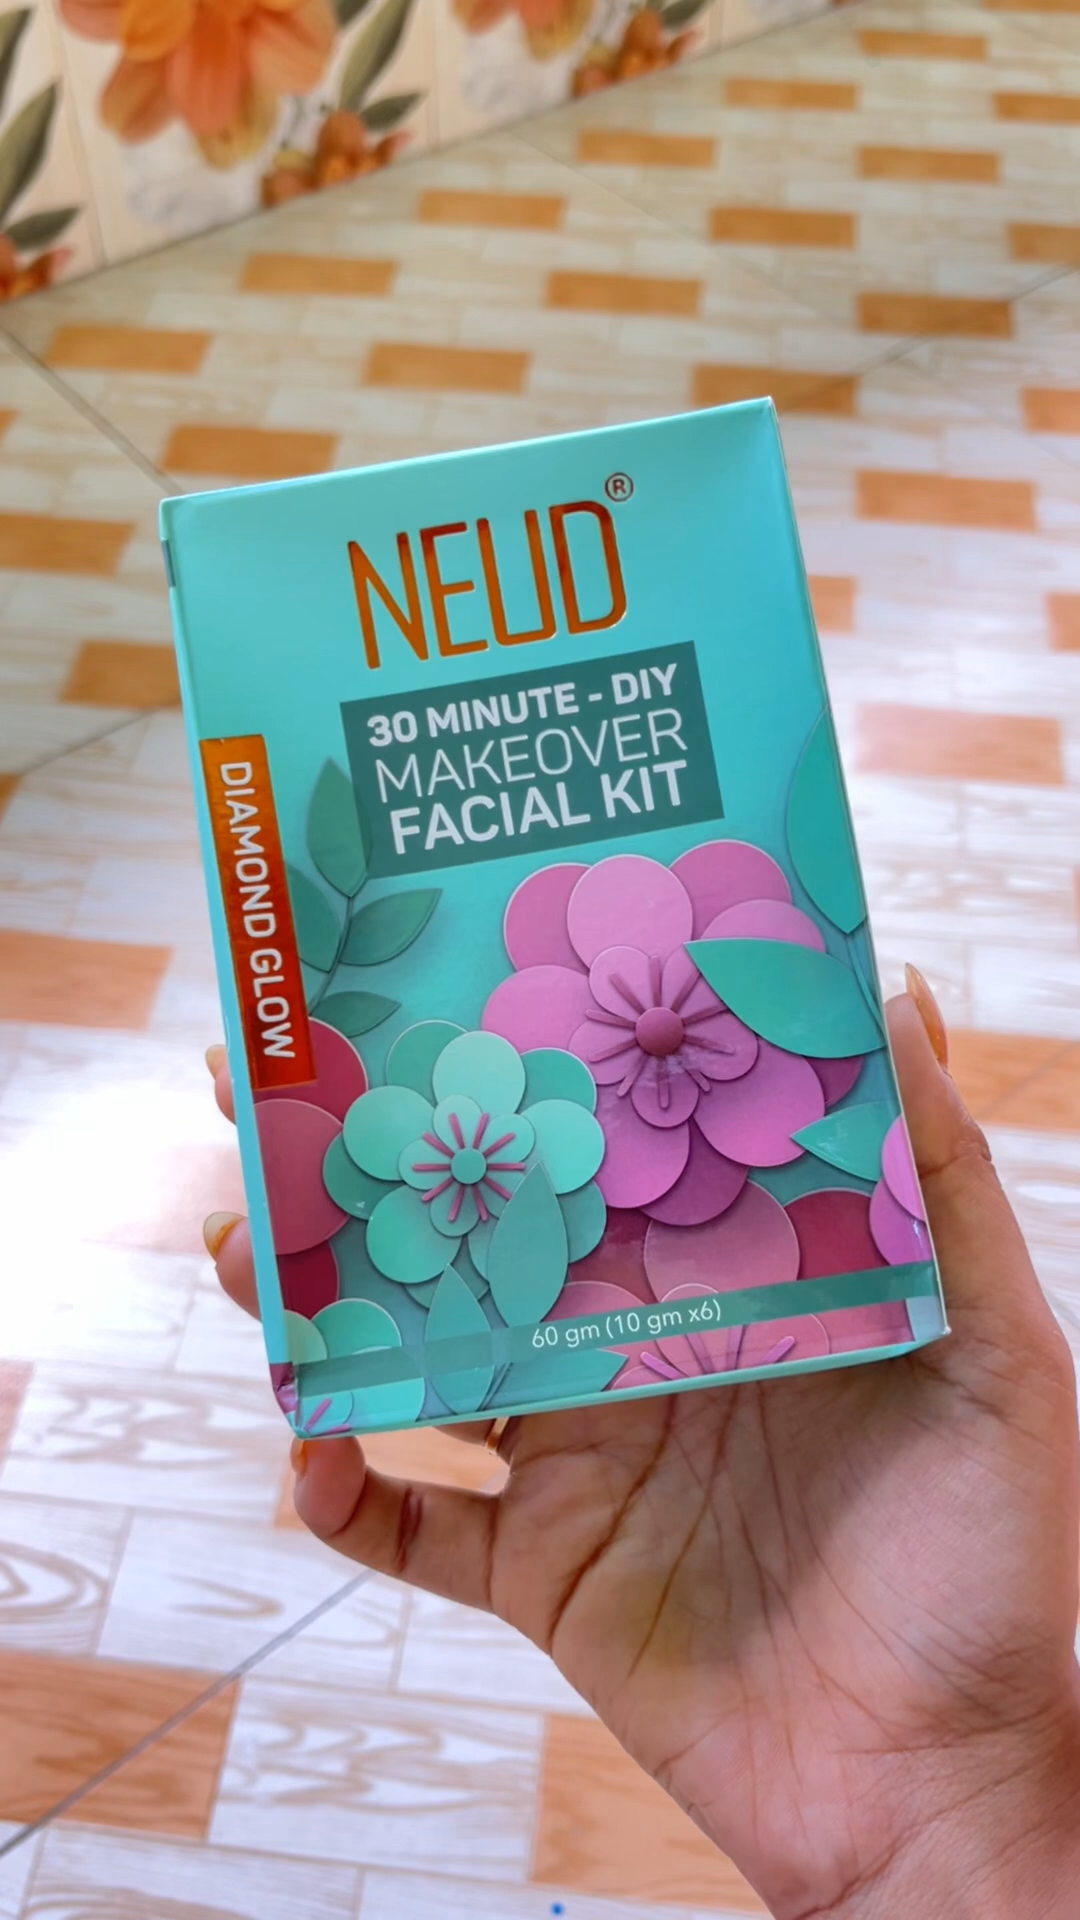 NEUD®
30 MINUTE - DIY
MAKEOVER
FACIAL KIT
DIAMOND GLOW
60 gm (10 gm x6)